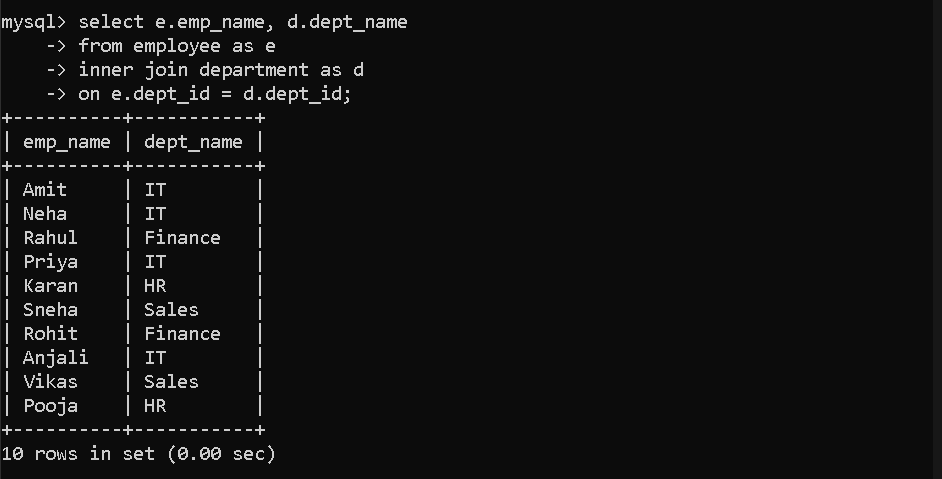 mysql> select e.emp_name, d.dept_name
    -> from employee as e
    -> inner join department as d
    -> on e.dept_id = d.dept_id;
+----------+-----------+
| emp_name | dept_name |
+----------+-----------+
| Amit     | IT        |
| Neha     | IT        |
| Rahul    | Finance   |
| Priya    | IT        |
| Karan    | HR        |
| Sneha    | Sales     |
| Rohit    | Finance   |
| Anjali   | IT        |
| Vikas    | Sales     |
| Pooja    | HR        |
+----------+-----------+
10 rows in set (0.00 sec)